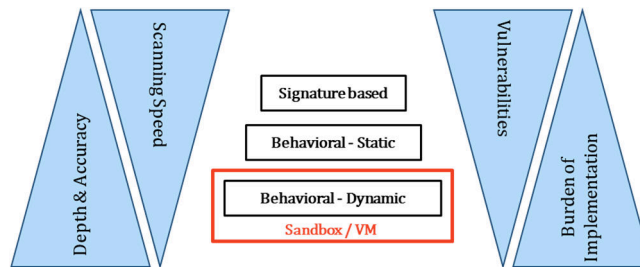 Depth & Accuracy
Scanning Speed
Signature based
Behavioral - Static
Behavioral - Dynamic
Sandbox / VM
Vulnerabilities
Burden of
Implementation